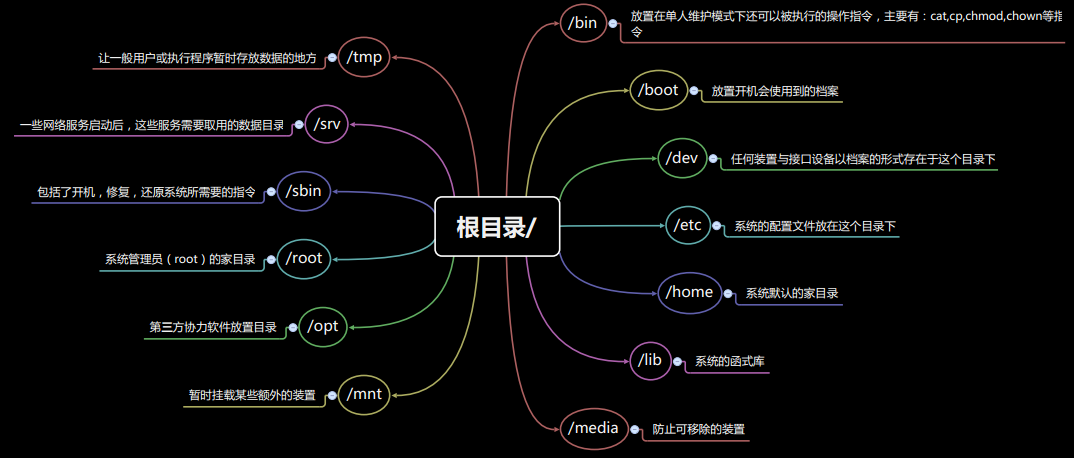 根目录/
/bin
放置在单人维护模式下还可以被执行的操作指令，主要有：cat,cp,chmod,chown等指
令
/boot
放置开机会使用到的档案
/dev
任何装置与接口设备以档案的形式存在于这个目录下
/etc
系统的配置文件放在这个目录下
/home
系统默认的家目录
/lib
系统的函式库
/media
防止可移除的装置
/tmp
让一般用户或执行程序暂时存放数据的地方
/srv
一些网络服务启动后，这些服务需要取用的数据目录
/sbin
包括了开机，修复，还原系统所需要的指令
/root
系统管理员（root）的家目录
/opt
第三方协力软件放置目录
/mnt
暂时挂载某些额外的装置